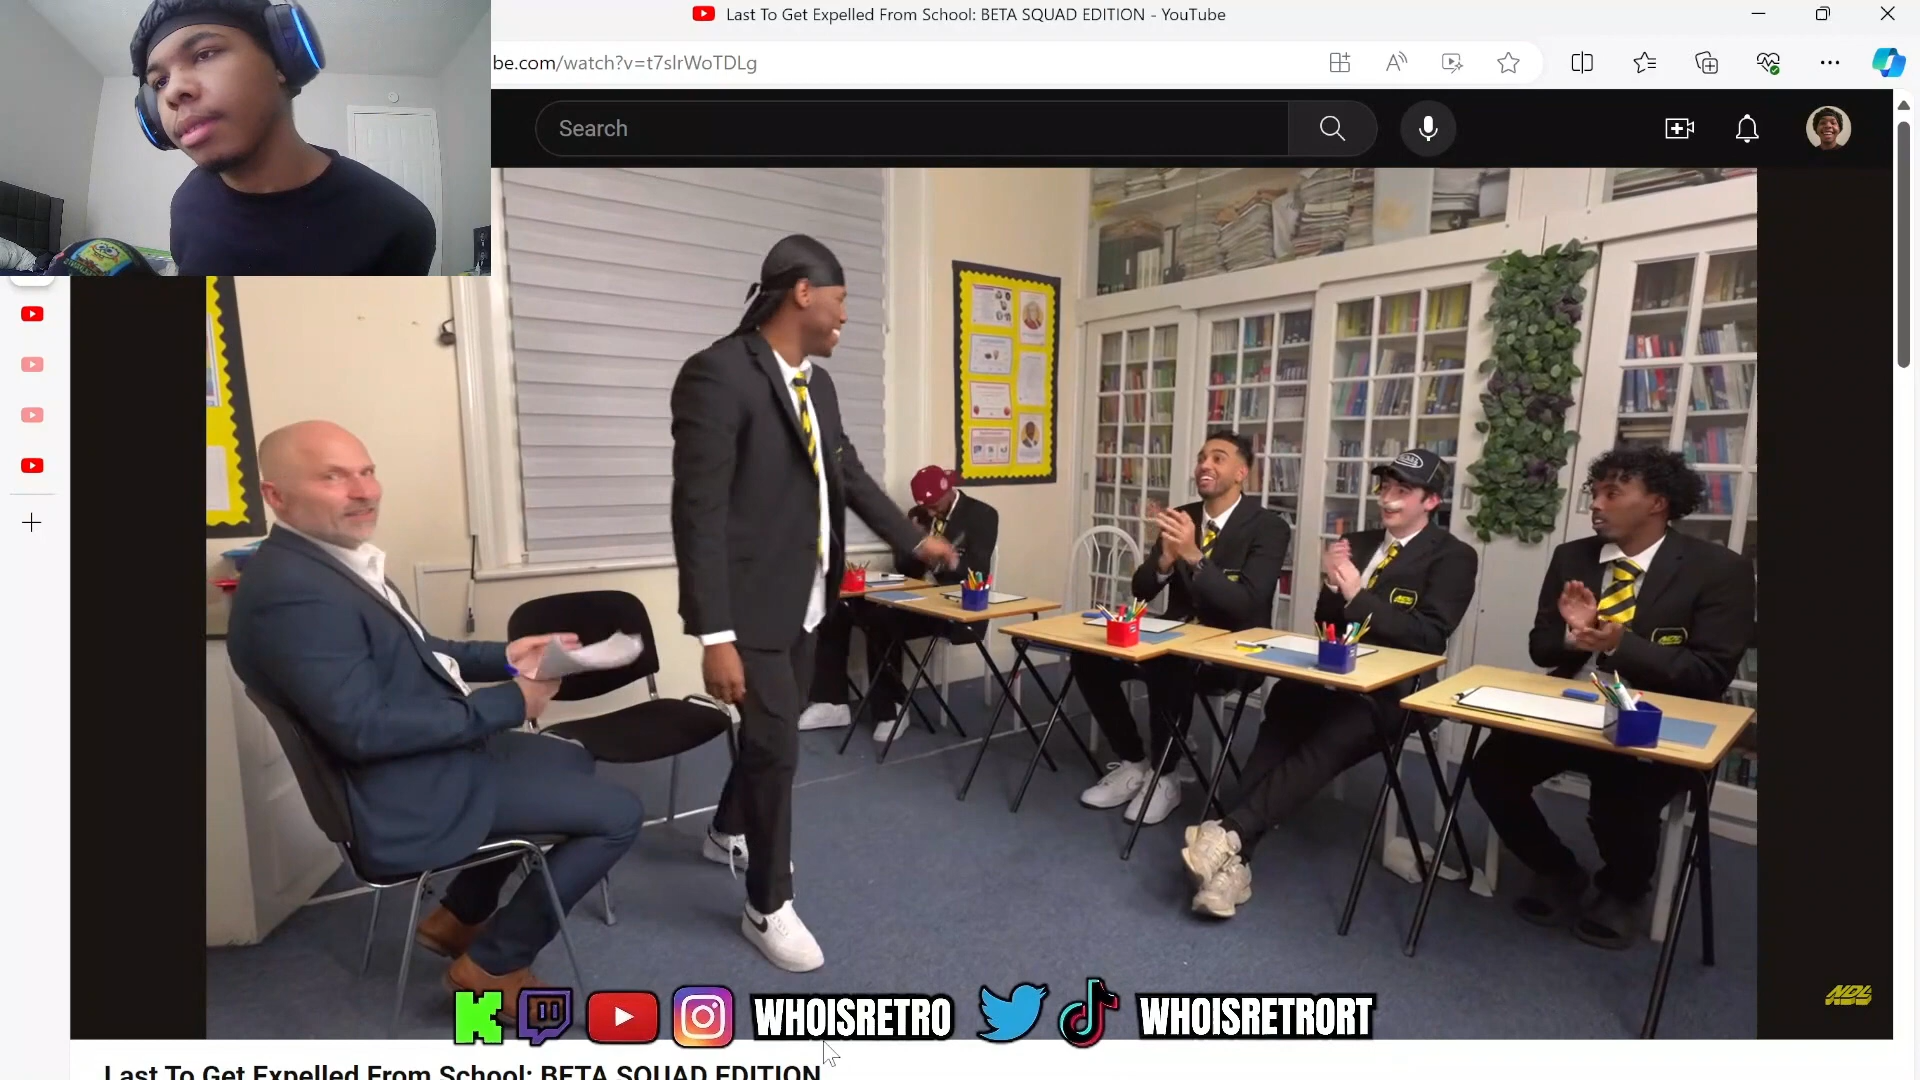 Last To Get Expelled From School: BETA SQUAD EDITION - YouTube
be.com/watch?v=t7slrWoTDLg
Search
NDL
WHOISRETRO
WHOISRETRORT
Last To Get Expelled From School: BETA SQUAD EDITION